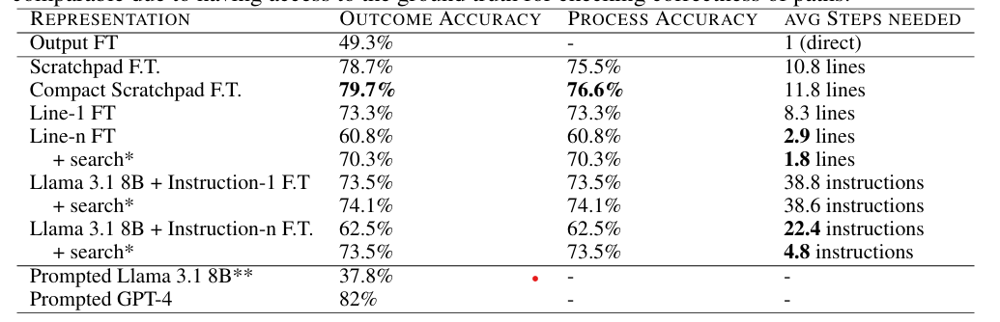 comparable due to having access to the ground truth for checking correctness of paths.
REPRESENTATION OUTCOME ACCURACY PROCESS ACCURACY AVG STEPS NEEDED
Output FT 49.3% - 1 (direct)
Scratchpad F.T. 78.7% 75.5% 10.8 lines
Compact Scratchpad F.T. 79.7% 76.6% 11.8 lines
Line-1 FT 73.3% 73.3% 8.3 lines
Line-n FT 60.8% 60.8% 2.9 lines
+ search* 70.3% 70.3% 1.8 lines
Llama 3.1 8B + Instruction-1 F.T 73.5% 73.5% 38.8 instructions
+ search* 74.1% 74.1% 38.6 instructions
Llama 3.1 8B + Instruction-n F.T. 62.5% 62.5% 22.4 instructions
+ search* 73.5% 73.5% 4.8 instructions
Prompted Llama 3.1 8B** 37.8% - -
Prompted GPT-4 82% - -